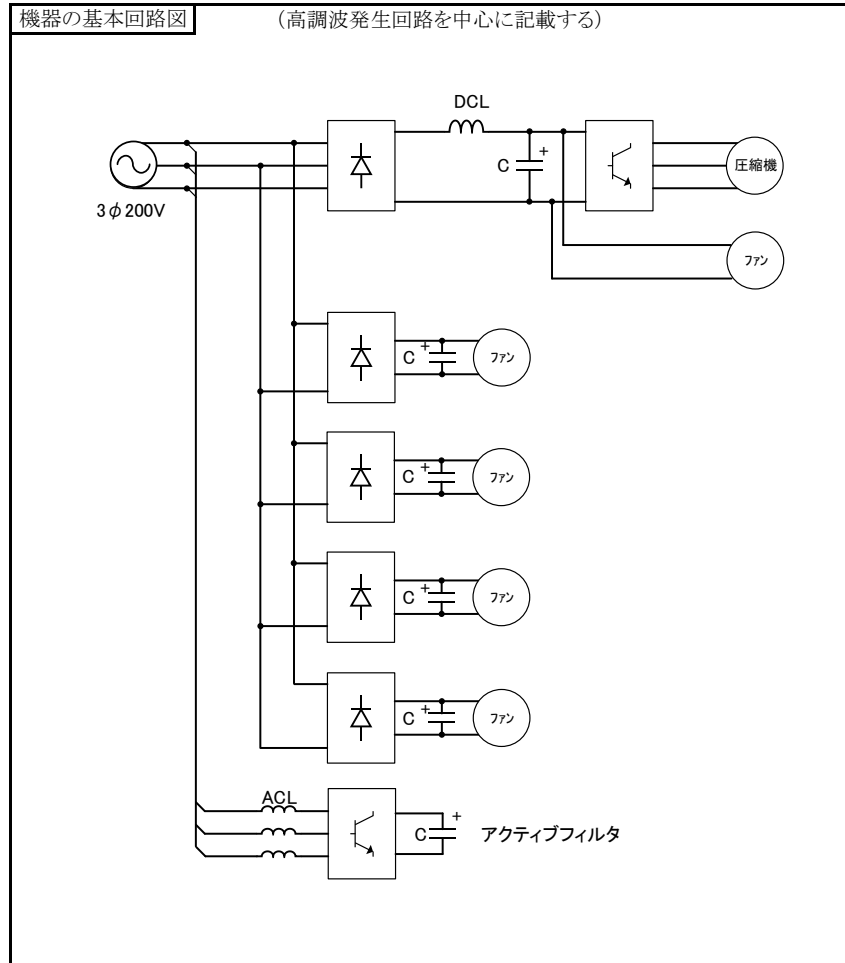 機器の基本回路図 (高調波発生回路を中心に記載する)
DCL
C +
圧縮機
3φ200V
ファン
C + ファン
C + ファン
C + ファン
C + ファン
ACL
C + アクティブフィルタ